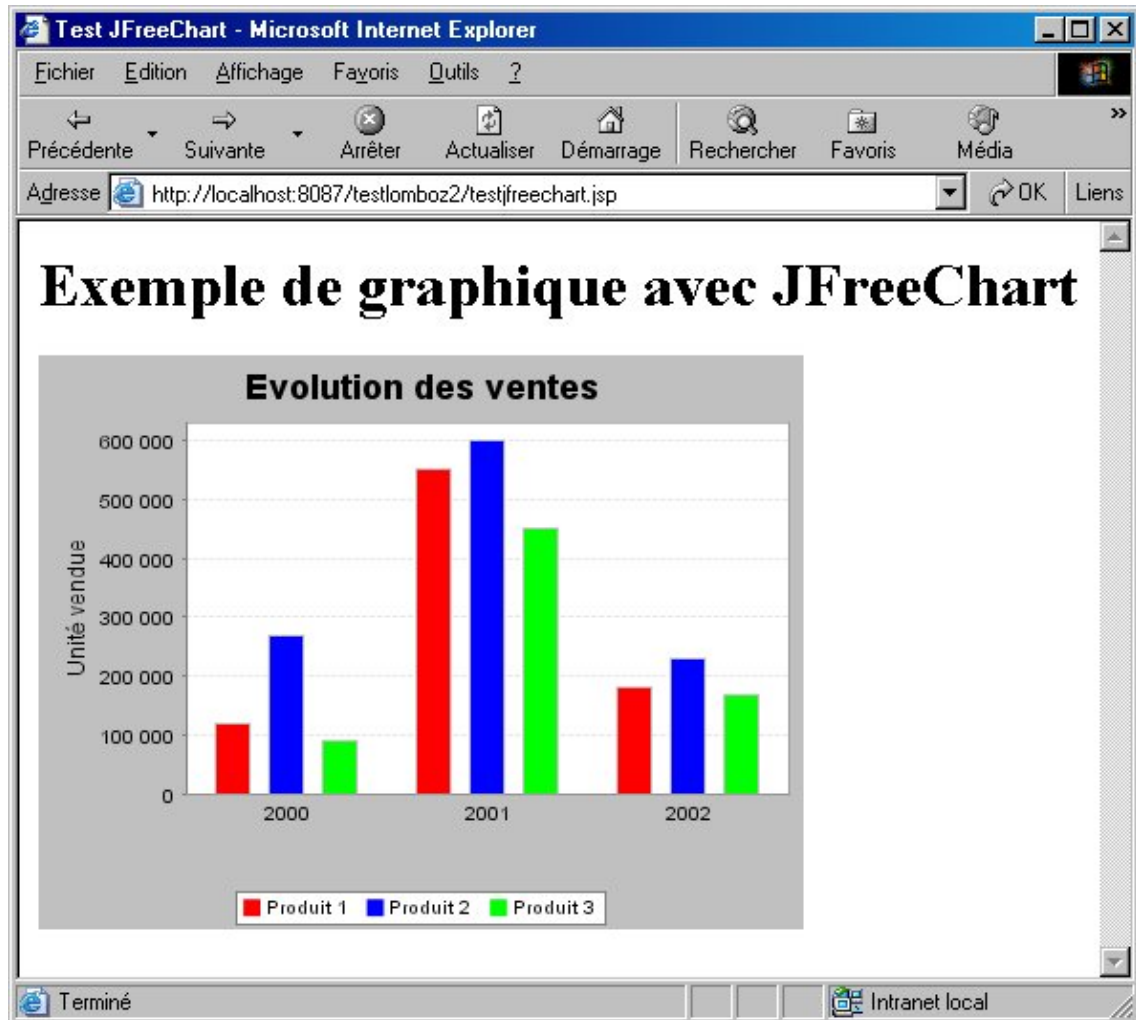 Test JFreeChart - Microsoft Internet Explorer
Fichier Edition Affichage Favoris Outils ?
Précédente Suivante Arrêter Actualiser Démarrage Rechercher Favoris Média »
Adresse http://localhost:8087/testlomboz2/testjfreechart.jsp OK Liens
Exemple de graphique avec JFreeChart
Evolution des ventes
Unité vendue
600 000
500 000
400 000
300 000
200 000
100 000
0
2000 2001 2002
Produit 1 Produit 2 Produit 3
Terminé Intranet local